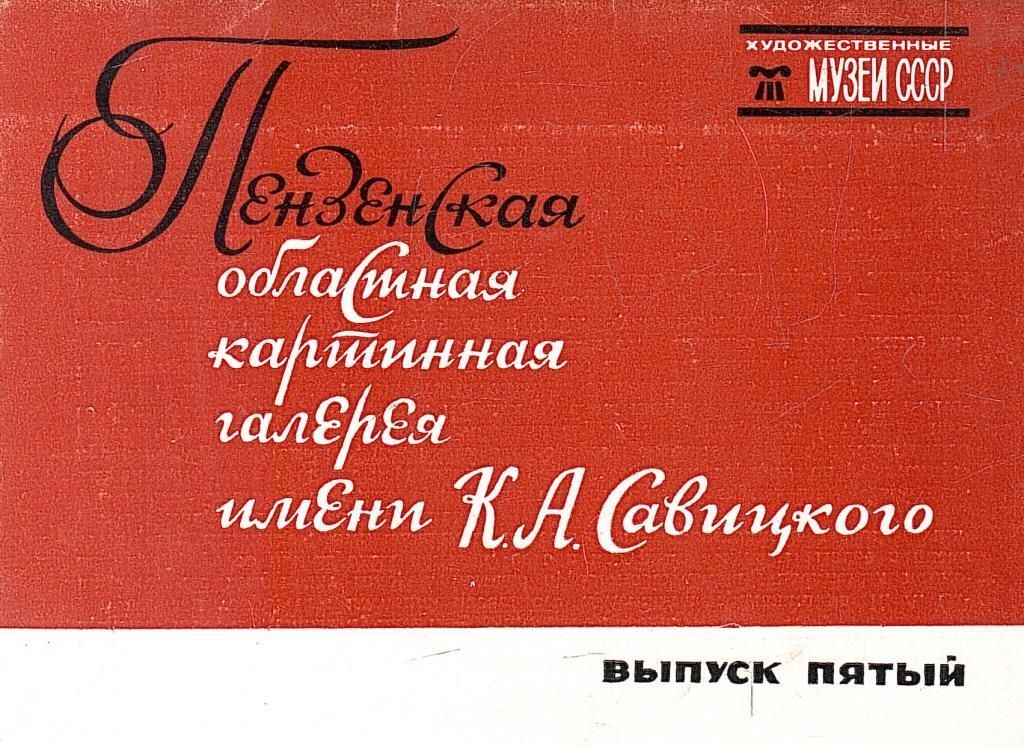 ХУДОЖЕСТВЕННЫЕ
МУЗЕИ СССР
Пензенская
областная
картинная
галерея
имени К.А.Савицкого
ВЫПУСК ПЯТЫЙ